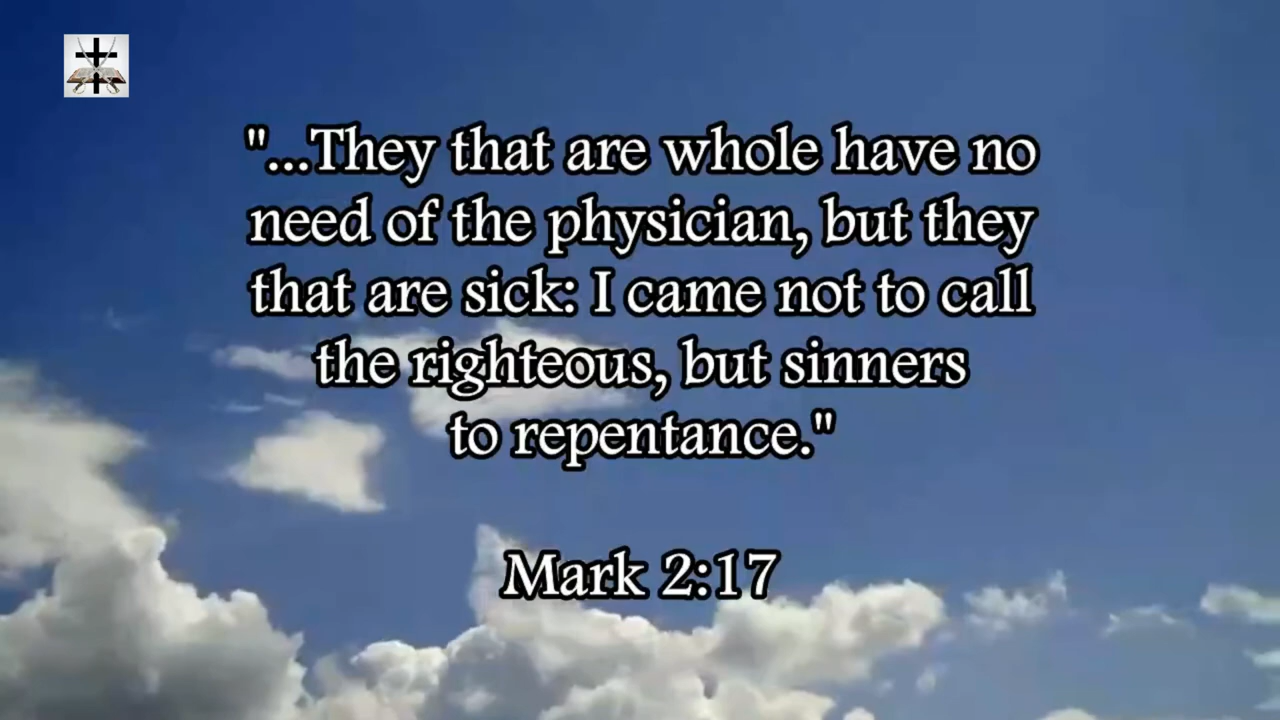 "...They that are whole have no
need of the physician, but they
that are sick: I came not to call
the righteous, but sinners
to repentance."
Mark 2:17